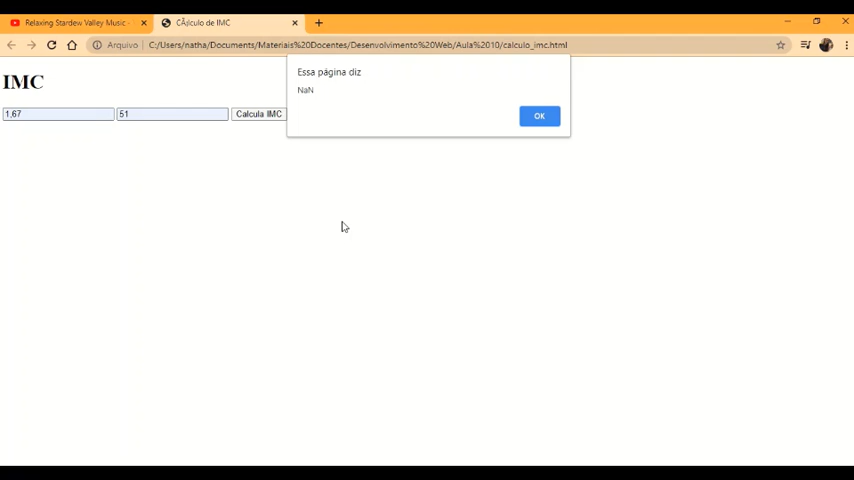 Relaxing Stardew Valley Music -
CÃ¡lculo de IMC
Arquivo
C:/Users/natha/Documents/Materiais%20Docentes/Desenvolvimento%20Web/Aula%2010/calculo_imc.html
Essa página diz
NaN
OK
IMC
1,67
51
Calcula IMC